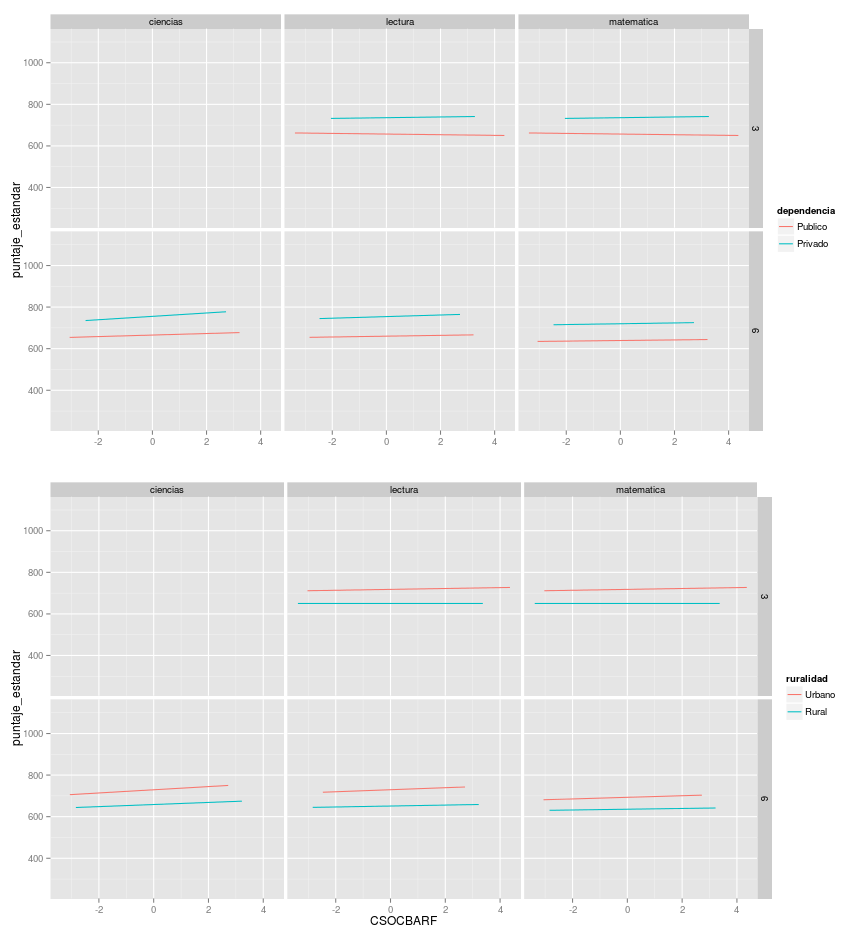 ciencias lectura matematica
1000
800
600
400
3
1000
800
600
400
6
puntaje_estandar
-2 0 2 4 -2 0 2 4 -2 0 2 4
dependencia
Publico
Privado
ciencias lectura matematica
1000
800
600
400
3
1000
800
600
400
6
puntaje_estandar
-2 0 2 4 -2 0 2 4 -2 0 2 4
CSOCBARF
ruralidad
Urbano
Rural